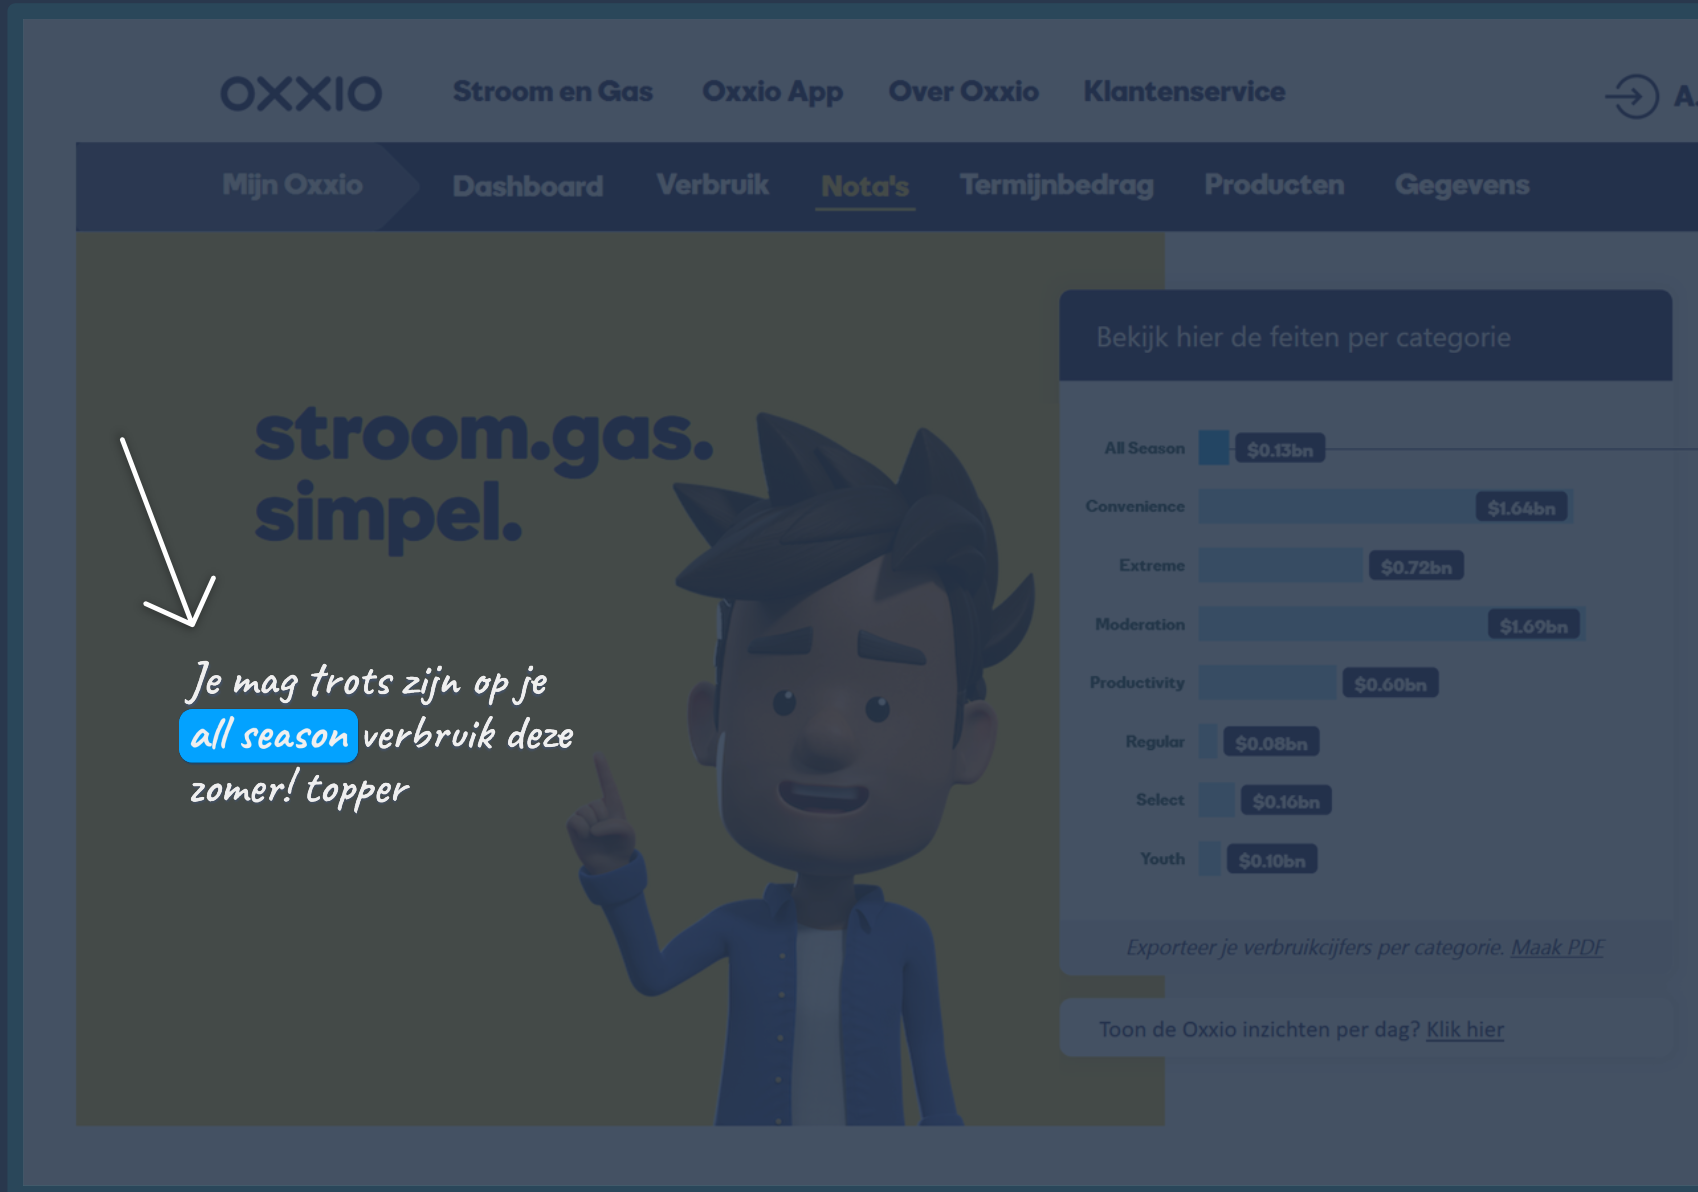 OXXIO
Stroom en Gas
Oxxio App
Over Oxxio
Klantenservice
Mijn Oxxio
Dashboard
Verbruik
Nota's
Termijnbedrag
Producten
Gegevens
stroom.gas.
simpel.
Je mag trots zijn op je
all season verbruik deze
zomer! topper
Bekijk hier de feiten per categorie
All Season $0.13bn
Convenience $1.64bn
Extreme $0.72bn
Moderation $1.69bn
Productivity $0.60bn
Regular $0.08bn
Select $0.16bn
Youth $0.10bn
Exporteer je verbruikcijfers per categorie. Maak PDF
Toon de Oxxio inzichten per dag? Klik hier